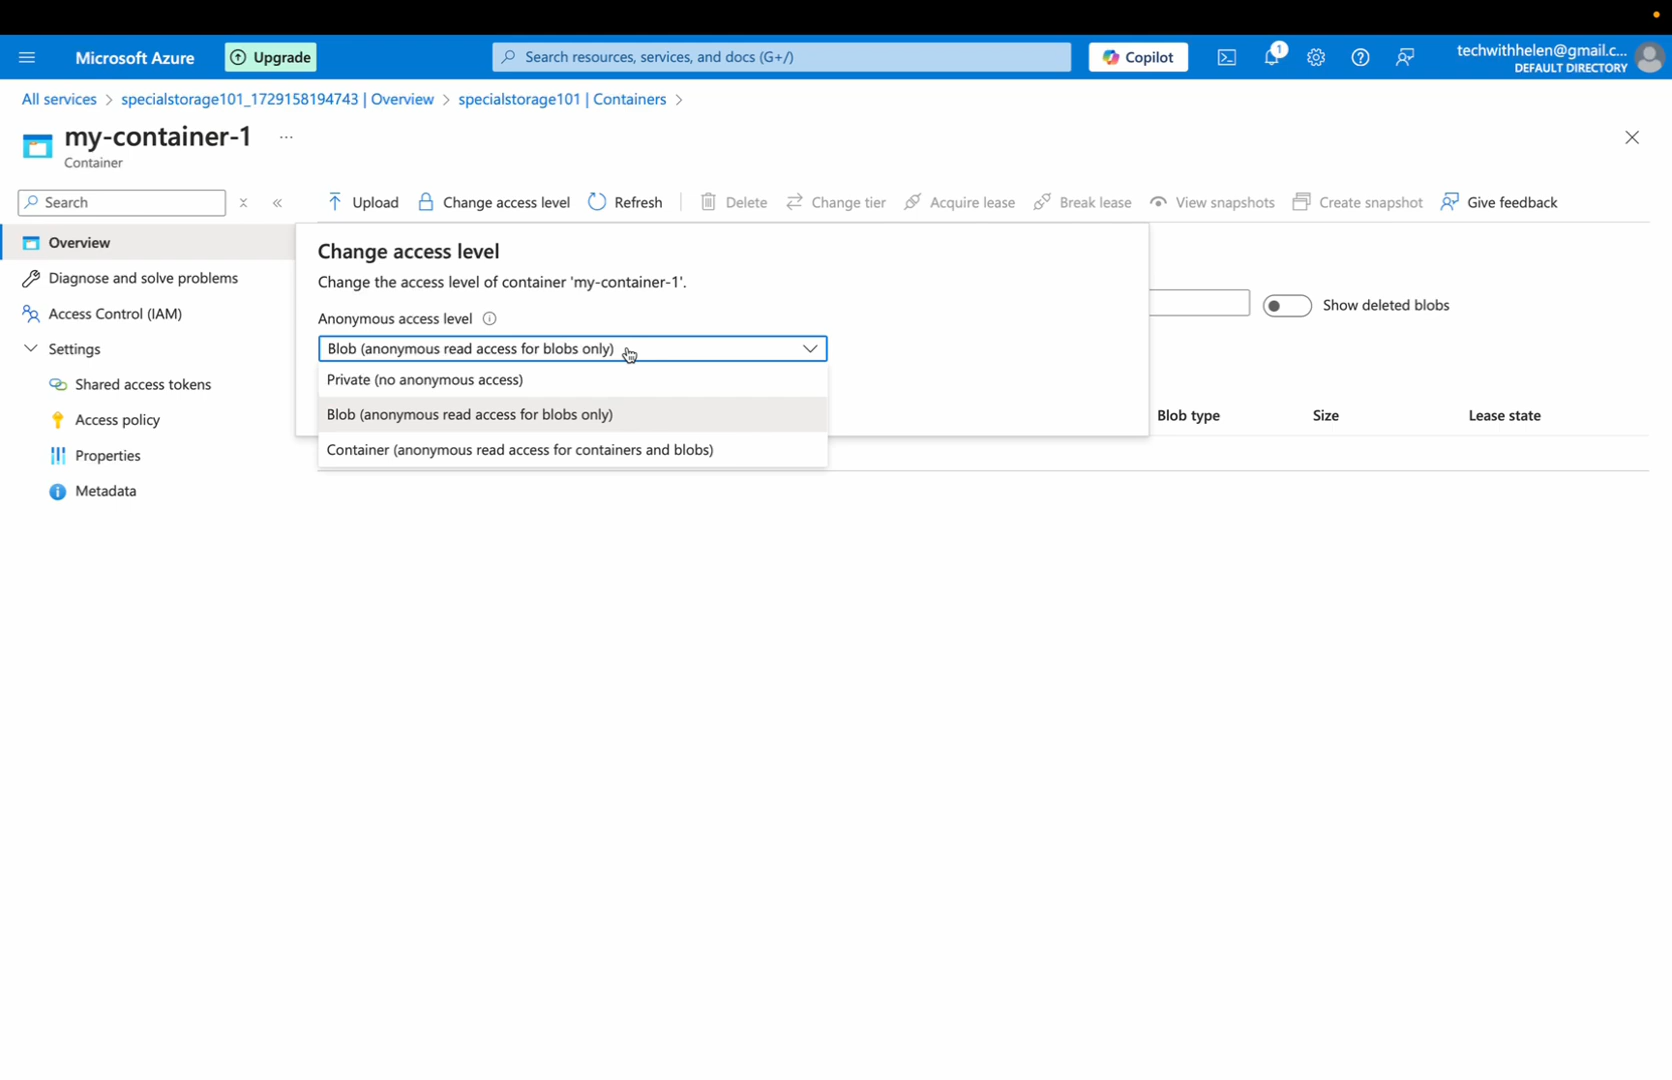 Microsoft Azure
Upgrade
Search resources, services, and docs (G+/)
Copilot
1
techwithhelen@gmail.c...
DEFAULT DIRECTORY
All services > specialstorage101_1729158194743 | Overview > specialstorage101 | Containers >
my-container-1 ...
Container
Search
Upload
Change access level
Refresh
Delete
Change tier
Acquire lease
Break lease
View snapshots
Create snapshot
Give feedback
Overview
Diagnose and solve problems
Access Control (IAM)
Settings
Shared access tokens
Access policy
Properties
Metadata
Change access level
Change the access level of container 'my-container-1'.
Anonymous access level
Blob (anonymous read access for blobs only)
Private (no anonymous access)
Blob (anonymous read access for blobs only)
Container (anonymous read access for containers and blobs)
Show deleted blobs
Blob type
Size
Lease state